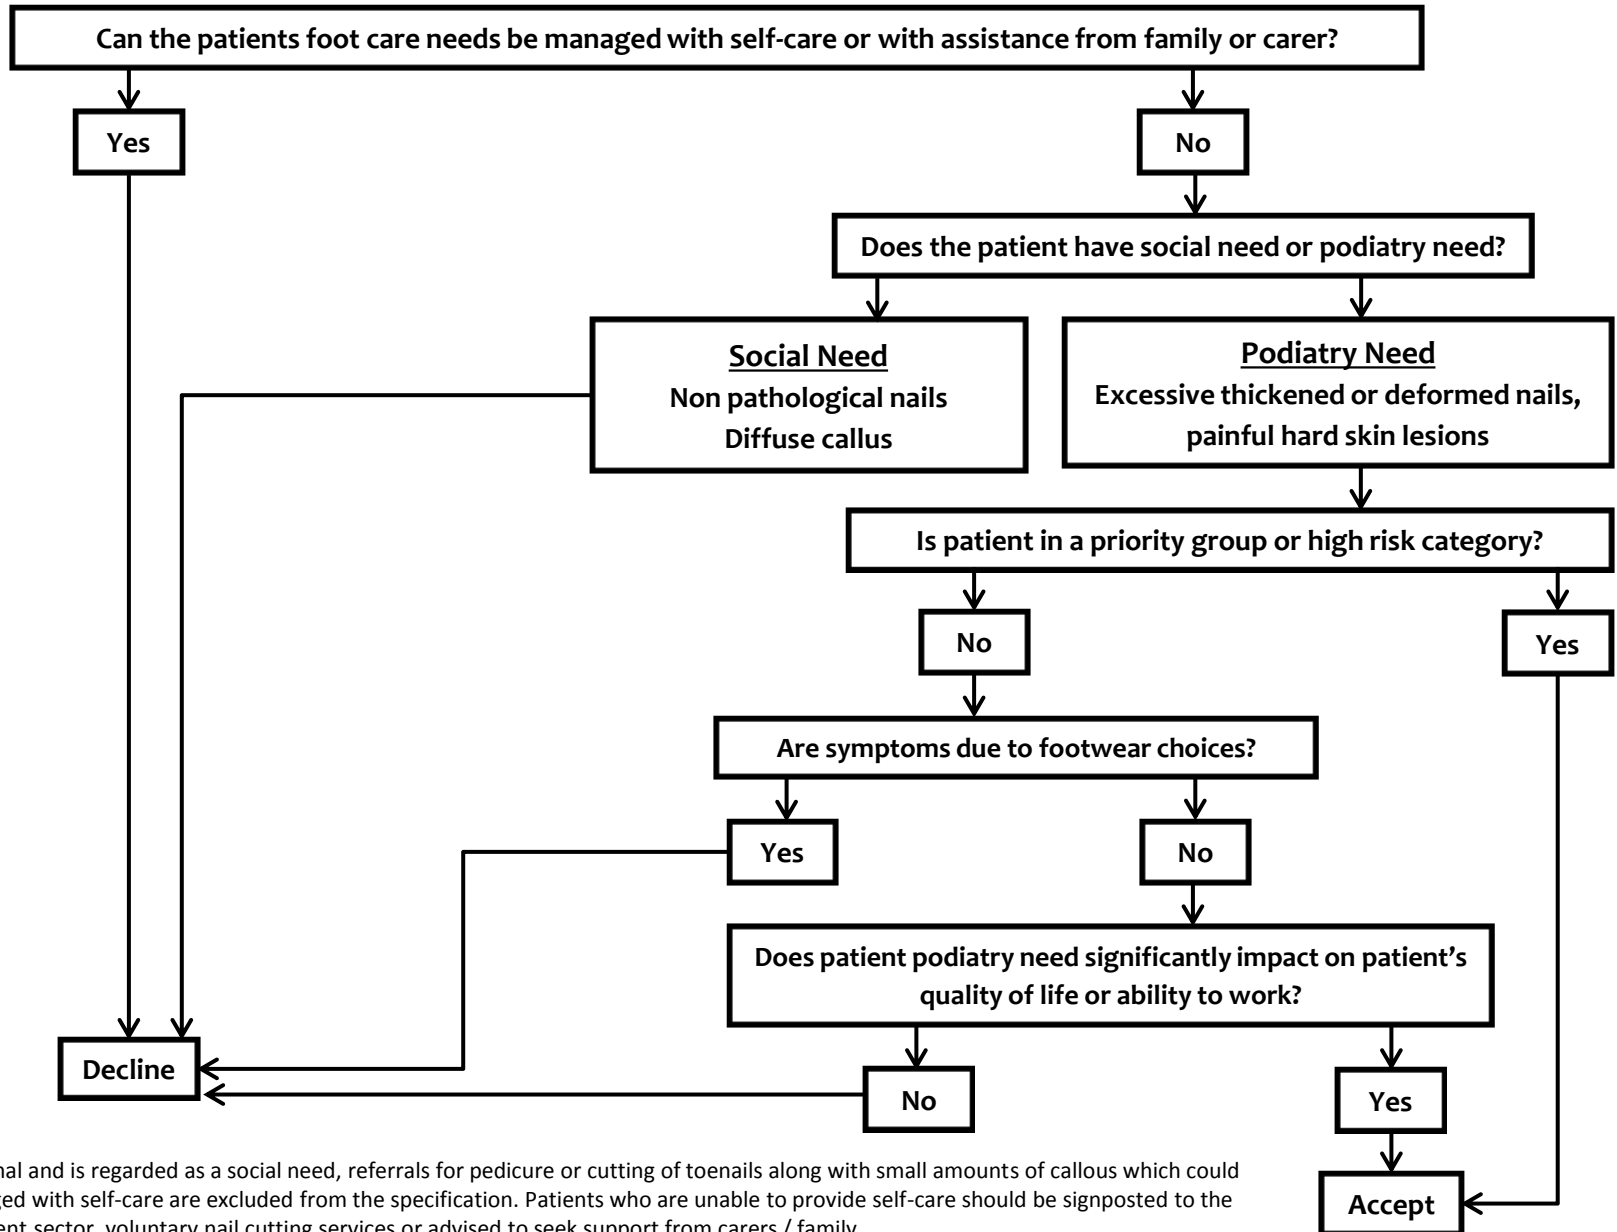 Can the patients foot care needs be managed with self-care or with assistance from family or carer?
Yes
No
Does the patient have social need or podiatry need?
Social Need
Non pathological nails
Diffuse callus
Podiatry Need
Excessive thickened or deformed nails,
painful hard skin lesions
Is patient in a priority group or high risk category?
No
Yes
Are symptoms due to footwear choices?
Yes
No
Does patient podiatry need significantly impact on patient’s
quality of life or ability to work?
Decline
No
Yes
Accept
and is regarded as a social need, referrals for pedicure or cutting of toenails along with small amounts of callous which could
with self-care are excluded from the specification. Patients who are unable to provide self-care should be signposted to the
sector, voluntary nail cutting services or advised to seek support from carers / family